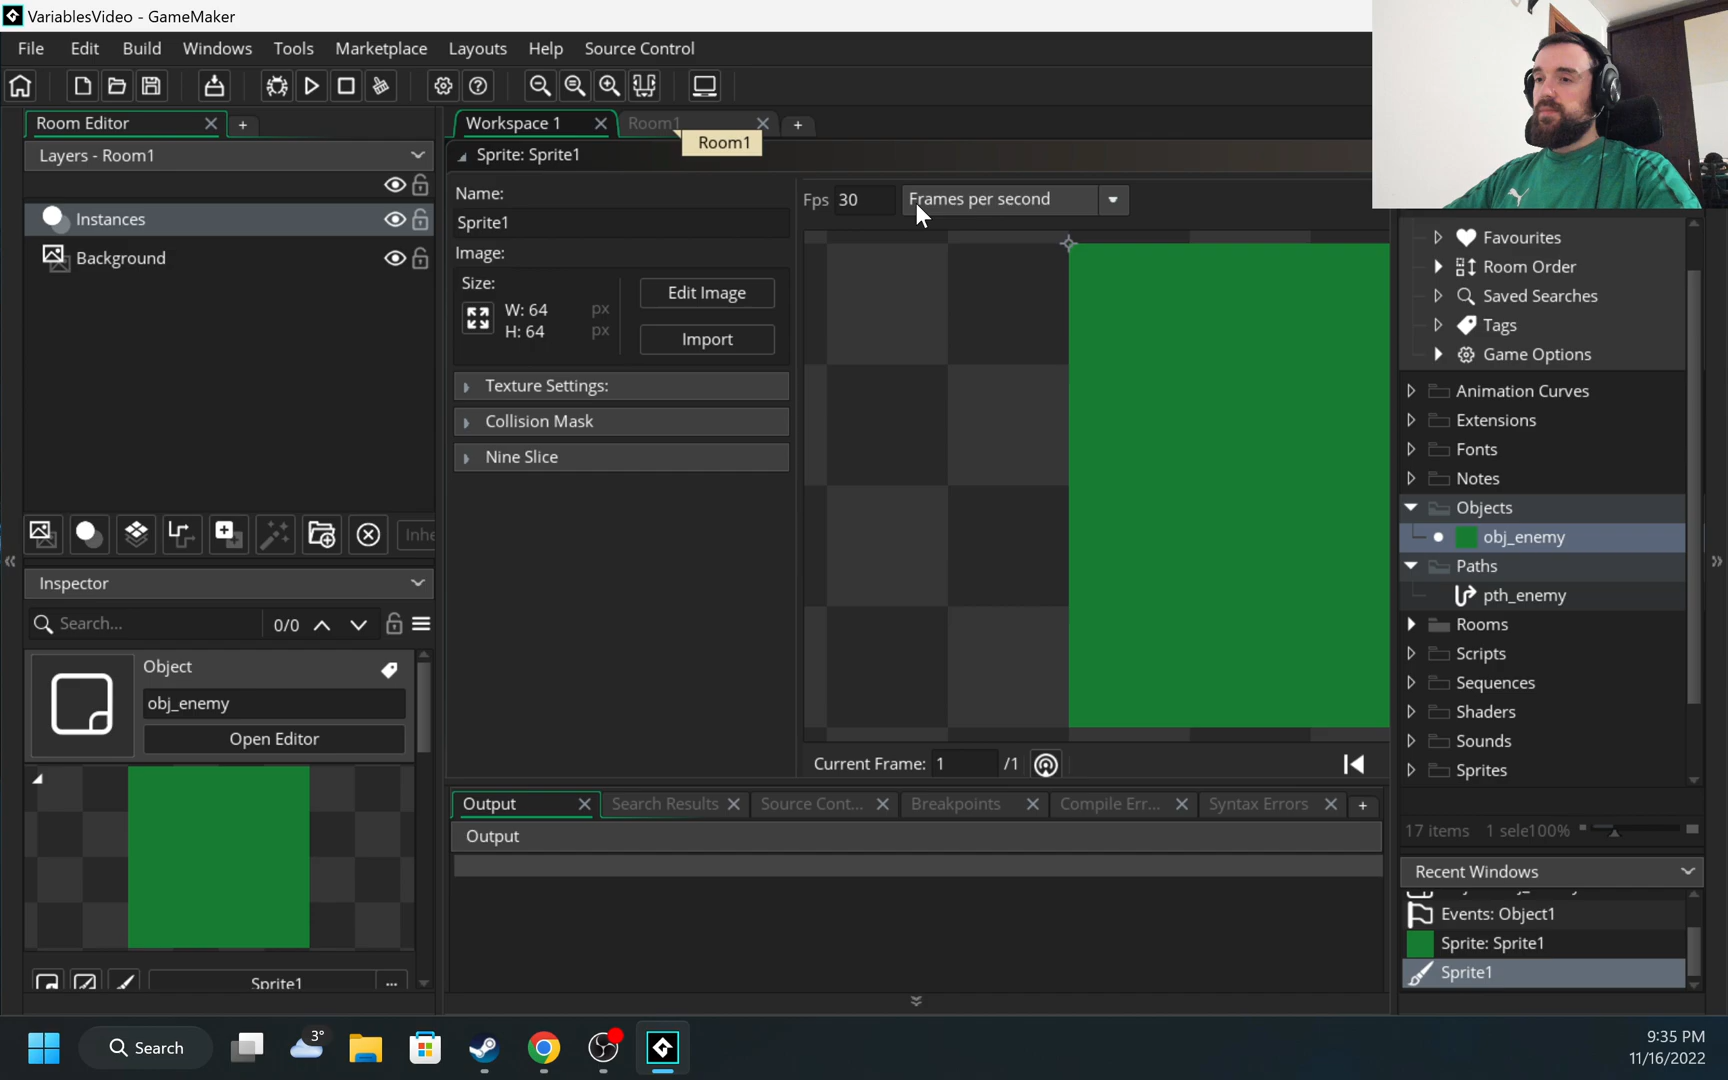 VariablesVideo - GameMaker
File Edit Build Windows Tools Marketplace Layouts Help Source Control
Room Editor
Layers - Room1
Instances
Background
Inhe
Inspector
Search... 0/0
Object
obj_enemy
Open Editor
Sprite1 ...
Workspace 1
Room1
Room1
Sprite: Sprite1
Name:
Sprite1
Image:
Size:
W: 64 px
H: 64 px
Edit Image
Import
Texture Settings:
Collision Mask
Nine Slice
Fps 30 Frames per second
Current Frame: 1 /1
Output Search Results Source Cont... Breakpoints Compile Err... Syntax Errors
Output
Favourites
Room Order
Saved Searches
Tags
Game Options
Animation Curves
Extensions
Fonts
Notes
Objects
obj_enemy
Paths
pth_enemy
Rooms
Scripts
Sequences
Shaders
Sounds
Sprites
17 items 1 sele100%
Recent Windows
Events: Object1
Sprite: Sprite1
Sprite1
Search
3°
9:35 PM
11/16/2022